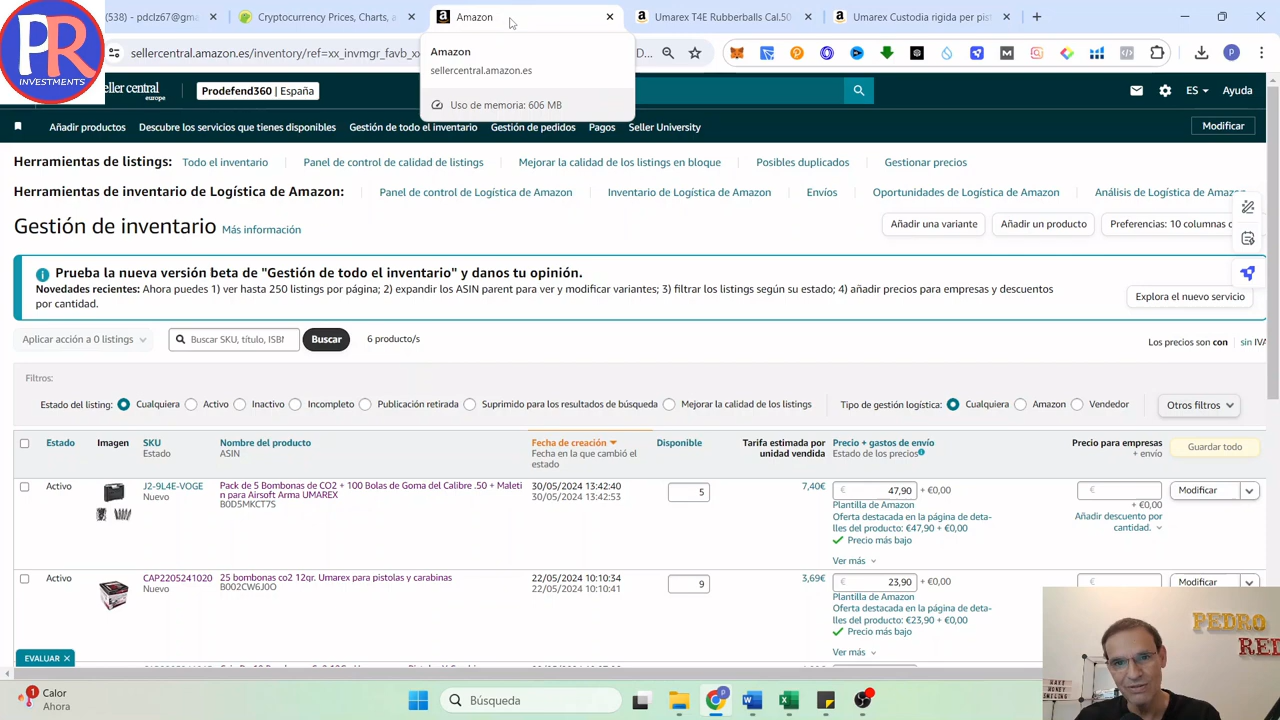 PR
INVESTMENTS
(538) - pdclz67@gmail.com
Cryptocurrency Prices, Charts, a
Amazon
Umarex T4E Rubberballs Cal.50
Umarex Custodia rigida per pist
sellercentral.amazon.es/inventory/ref=xx_invmgr_favb_xx
Amazon
sellercentral.amazon.es
Uso de memoria: 606 MB
seller central
europe
Prodefend360 | España
ES
Ayuda
Añadir productos
Descubre los servicios que tienes disponibles
Gestión de todo el inventario
Gestión de pedidos
Pagos
Seller University
Modificar
Herramientas de listings:
Todo el inventario
Panel de control de calidad de listings
Mejorar la calidad de los listings en bloque
Posibles duplicados
Gestionar precios
Herramientas de inventario de Logística de Amazon:
Panel de control de Logística de Amazon
Inventario de Logística de Amazon
Envíos
Oportunidades de Logística de Amazon
Análisis de Logística de Amazon
Gestión de inventario
Más información
Añadir una variante
Añadir un producto
Preferencias: 10 columnas
Prueba la nueva versión beta de "Gestión de todo el inventario" y danos tu opinión.
Novedades recientes: Ahora puedes 1) ver hasta 250 listings por página; 2) expandir los ASIN parent para ver y modificar variantes; 3) filtrar los listings según su estado; 4) añadir precios para empresas y descuentos
por cantidad.
Explora el nuevo servicio
Aplicar acción a 0 listings
Buscar SKU, título, ISBN
Buscar
6 producto/s
Los precios son con
sin IVA
Filtros:
Estado del listing:
Cualquiera
Activo
Inactivo
Incompleto
Publicación retirada
Suprimido para los resultados de búsqueda
Mejorar la calidad de los listings
Tipo de gestión logística:
Cualquiera
Amazon
Vendedor
Otros filtros
Estado
Imagen
SKU
Estado
Nombre del producto
ASIN
Fecha de creación
Fecha en la que cambió el
estado
Disponible
Tarifa estimada por
unidad vendida
Precio + gastos de envío
Estado de los precios
Precio para empresas
+ envío
Guardar todo
Activo
J2-9L4E-VOGE
Nuevo
Pack de 5 Bombonas de CO2 + 100 Bolas de Goma del Calibre .50 + Maleti
n para Airsoft Arma UMAREX
B0D5MKCT7S
30/05/2024 13:42:40
30/05/2024 13:42:53
5
7,40€
€ 47,90 + €0,00
Plantilla de Amazon
Oferta destacada en la página de deta-
lles del producto: €47,90 + €0,00
Precio más bajo
Ver más
€
+ €0,00
Añadir descuento por
cantidad.
Modificar
Activo
CAP2205241020
Nuevo
25 bombonas co2 12qr. Umarex para pistolas y carabinas
B002CW6J0O
22/05/2024 10:10:34
22/05/2024 10:10:41
9
3,69€
€ 23,90 + €0,00
Plantilla de Amazon
Oferta destacada en la página de deta-
lles del producto: €23,90 + €0,00
Precio más bajo
Ver más
€
Modificar
EVALUAR
PEDRO
RED
MAKE
MONEY
SMILING
1
Calor
Ahora
Búsqueda